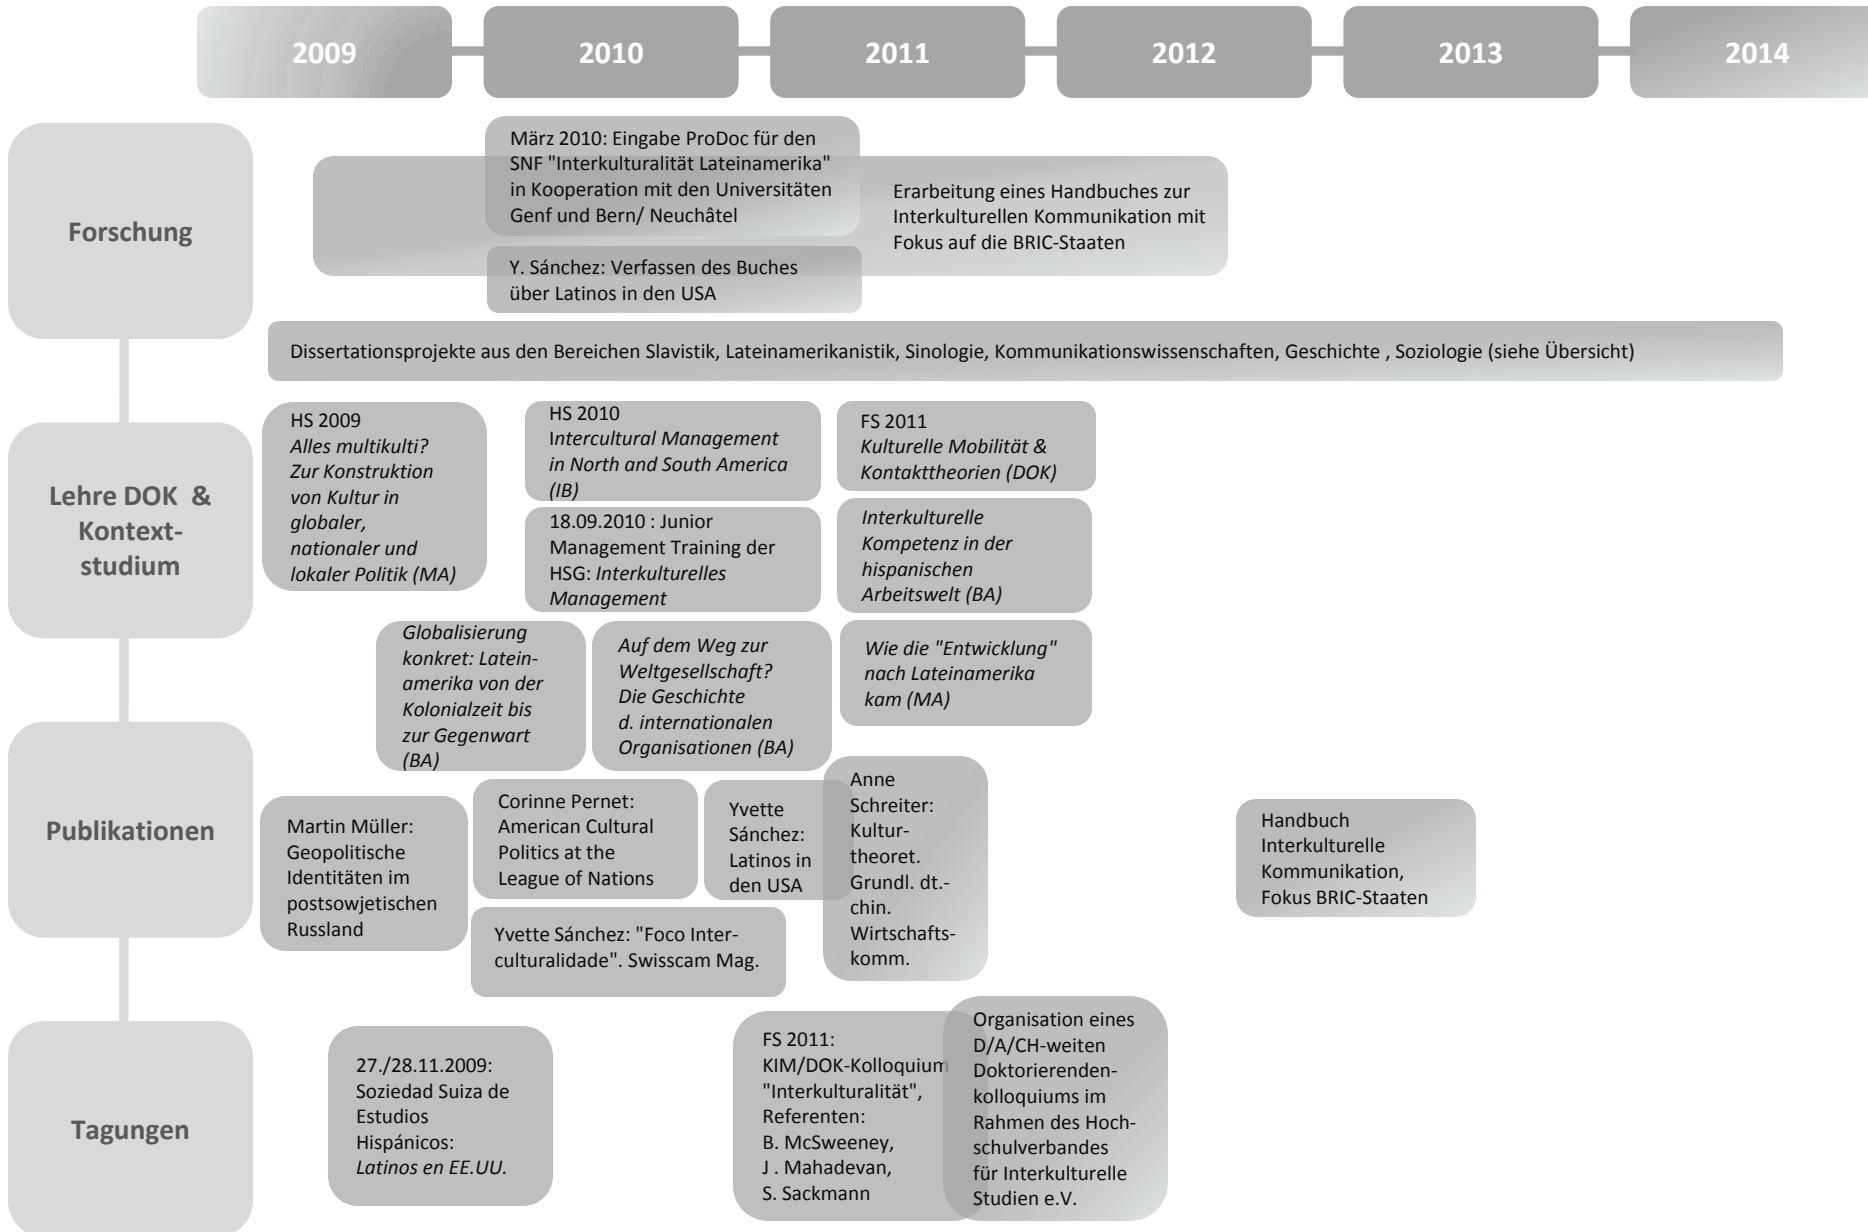 2009
2010
2011
2012
2013
2014
Forschung
März 2010: Eingabe ProDoc für den
SNF "Interkulturalität Lateinamerika"
in Kooperation mit den Universitäten
Genf und Bern/ Neuchâtel
Erarbeitung eines Handbuches zur
Interkulturellen Kommunikation mit
Fokus auf die BRIC-Staaten
Y. Sánchez: Verfassen des Buches
über Latinos in den USA
Dissertationsprojekte aus den Bereichen Slavistik, Lateinamerikanistik, Sinologie, Kommunikationswissenschaften, Geschichte , Soziologie (siehe Übersicht)
Lehre DOK &
Kontext-
studium
HS 2009
Alles multikulti?
Zur Konstruktion
von Kultur in
globaler,
nationaler und
lokaler Politik (MA)
HS 2010
Intercultural Management
in North and South America
(IB)
FS 2011
Kulturelle Mobilität &
Kontakttheorien (DOK)
18.09.2010 : Junior
Management Training der
HSG: Interkulturelles
Management
Interkulturelle
Kompetenz in der
hispanischen
Arbeitswelt (BA)
Globalisierung
konkret: Latein-
amerika von der
Kolonialzeit bis
zur Gegenwart
(BA)
Auf dem Weg zur
Weltgesellschaft?
Die Geschichte
d. internationalen
Organisationen (BA)
Wie die "Entwicklung"
nach Lateinamerika
kam (MA)
Publikationen
Martin Müller:
Geopolitische
Identitäten im
postsowjetischen
Russland
Corinne Pernet:
American Cultural
Politics at the
League of Nations
Yvette
Sánchez:
Latinos in
den USA
Anne
Schreiter:
Kultur-
theoret.
Grundl. dt.-
chin.
Wirtschafts-
komm.
Handbuch
Interkulturelle
Kommunikation,
Fokus BRIC-Staaten
Yvette Sánchez: "Foco Inter-
culturalidade". Swisscam Mag.
Tagungen
27./28.11.2009:
Soziedad Suiza de
Estudios
Hispánicos:
Latinos en EE.UU.
FS 2011:
KIM/DOK-Kolloquium
"Interkulturalität",
Referenten:
B. McSweeney,
J . Mahadevan,
S. Sackmann
Organisation eines
D/A/CH-weiten
Doktorierenden-
kolloquiums im
Rahmen des Hoch-
schulverbandes
für Interkulturelle
Studien e.V.